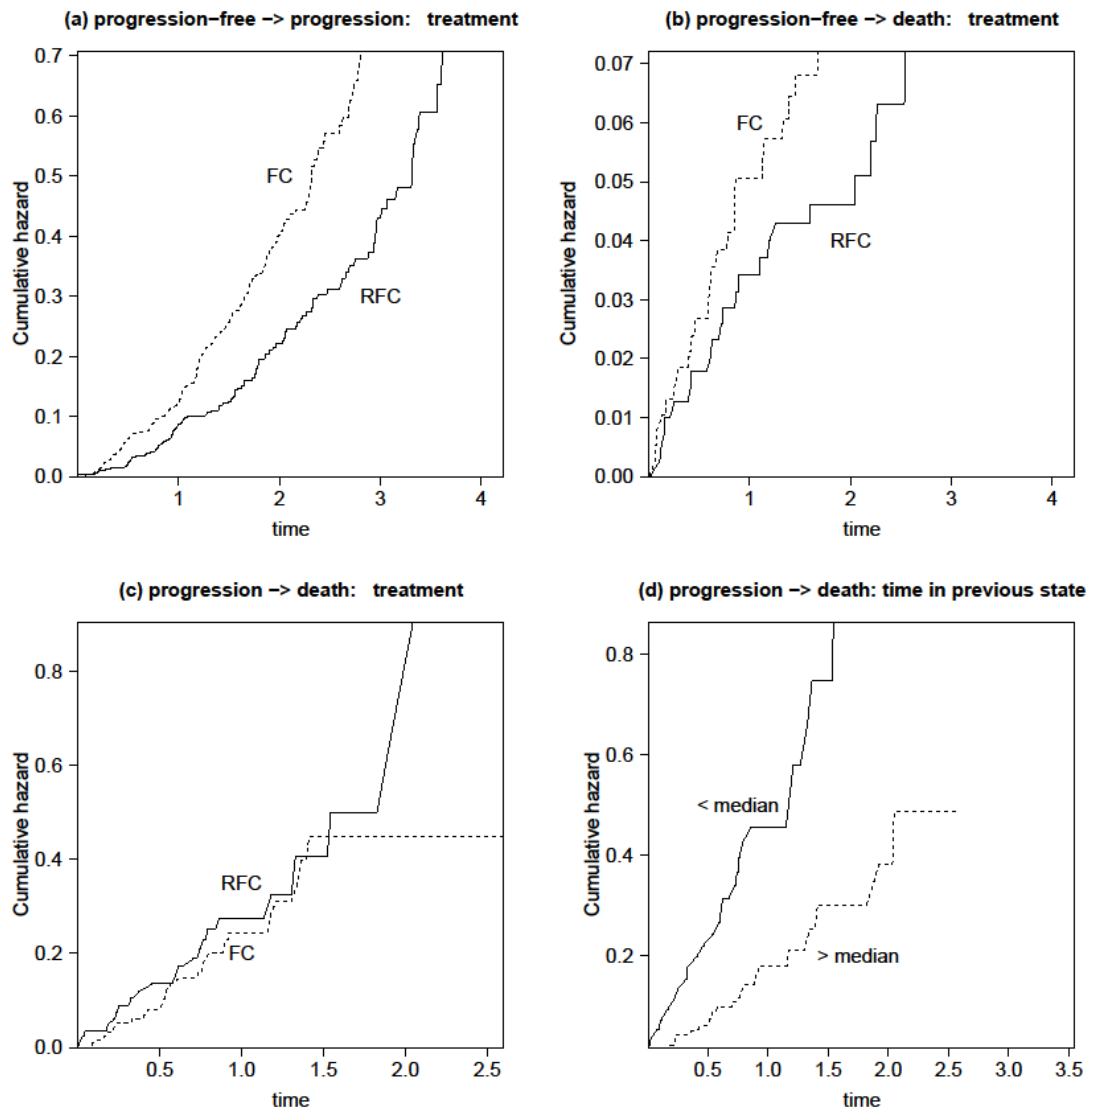 (a) progression−free −> progression: treatment
Cumulative hazard
0.7
0.6
0.5
0.4
0.3
0.2
0.1
0.0
FC
RFC
1 2 3 4
time
(b) progression−free −> death: treatment
Cumulative hazard
0.07
0.06
0.05
0.04
0.03
0.02
0.01
0.00
FC
RFC
1 2 3 4
time
(c) progression −> death: treatment
Cumulative hazard
0.8
0.6
0.4
0.2
0.0
RFC
FC
0.5 1.0 1.5 2.0 2.5
time
(d) progression −> death: time in previous state
Cumulative hazard
0.8
0.6
0.4
0.2
< median
> median
0.5 1.0 1.5 2.0 2.5 3.0 3.5
time